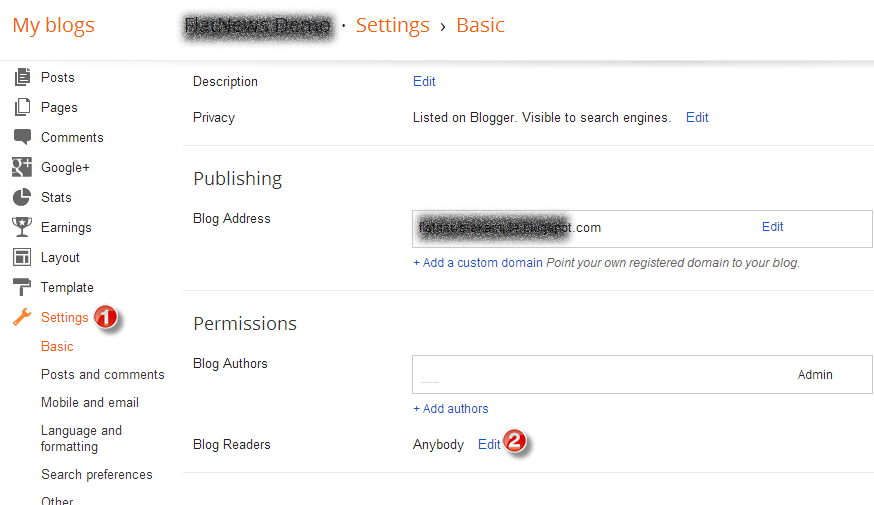 My blogs
FlatNews Demo · Settings › Basic
Posts
Pages
Comments
Google+
Stats
Earnings
Layout
Template
Settings 1
Basic
Posts and comments
Mobile and email
Language and
formatting
Search preferences
Other
Description Edit
Privacy Listed on Blogger. Visible to search engines. Edit
Publishing
Blog Address .com Edit
+ Add a custom domain Point your own registered domain to your blog.
Permissions
Blog Authors Admin
+ Add authors
Blog Readers Anybody Edit 2